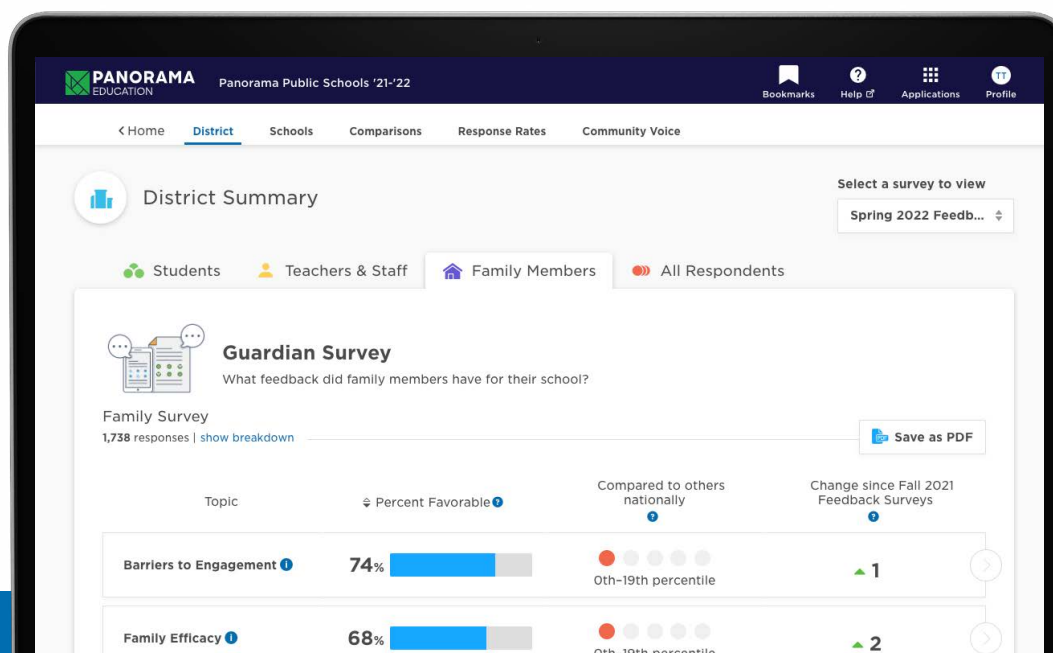 PANORAMA
EDUCATION
Panorama Public Schools '21-'22
Bookmarks
Help
Applications
TT
Profile
< Home
District
Schools
Comparisons
Response Rates
Community Voice
District Summary
Select a survey to view
Spring 2022 Feedb...
Students
Teachers & Staff
Family Members
All Respondents
Guardian Survey
What feedback did family members have for their school?
Family Survey
1,738 responses | show breakdown
Save as PDF
Topic
Percent Favorable
Compared to others
nationally
Change since Fall 2021
Feedback Surveys
Barriers to Engagement
74%
0th–19th percentile
1
Family Efficacy
68%
0th–19th percentile
2